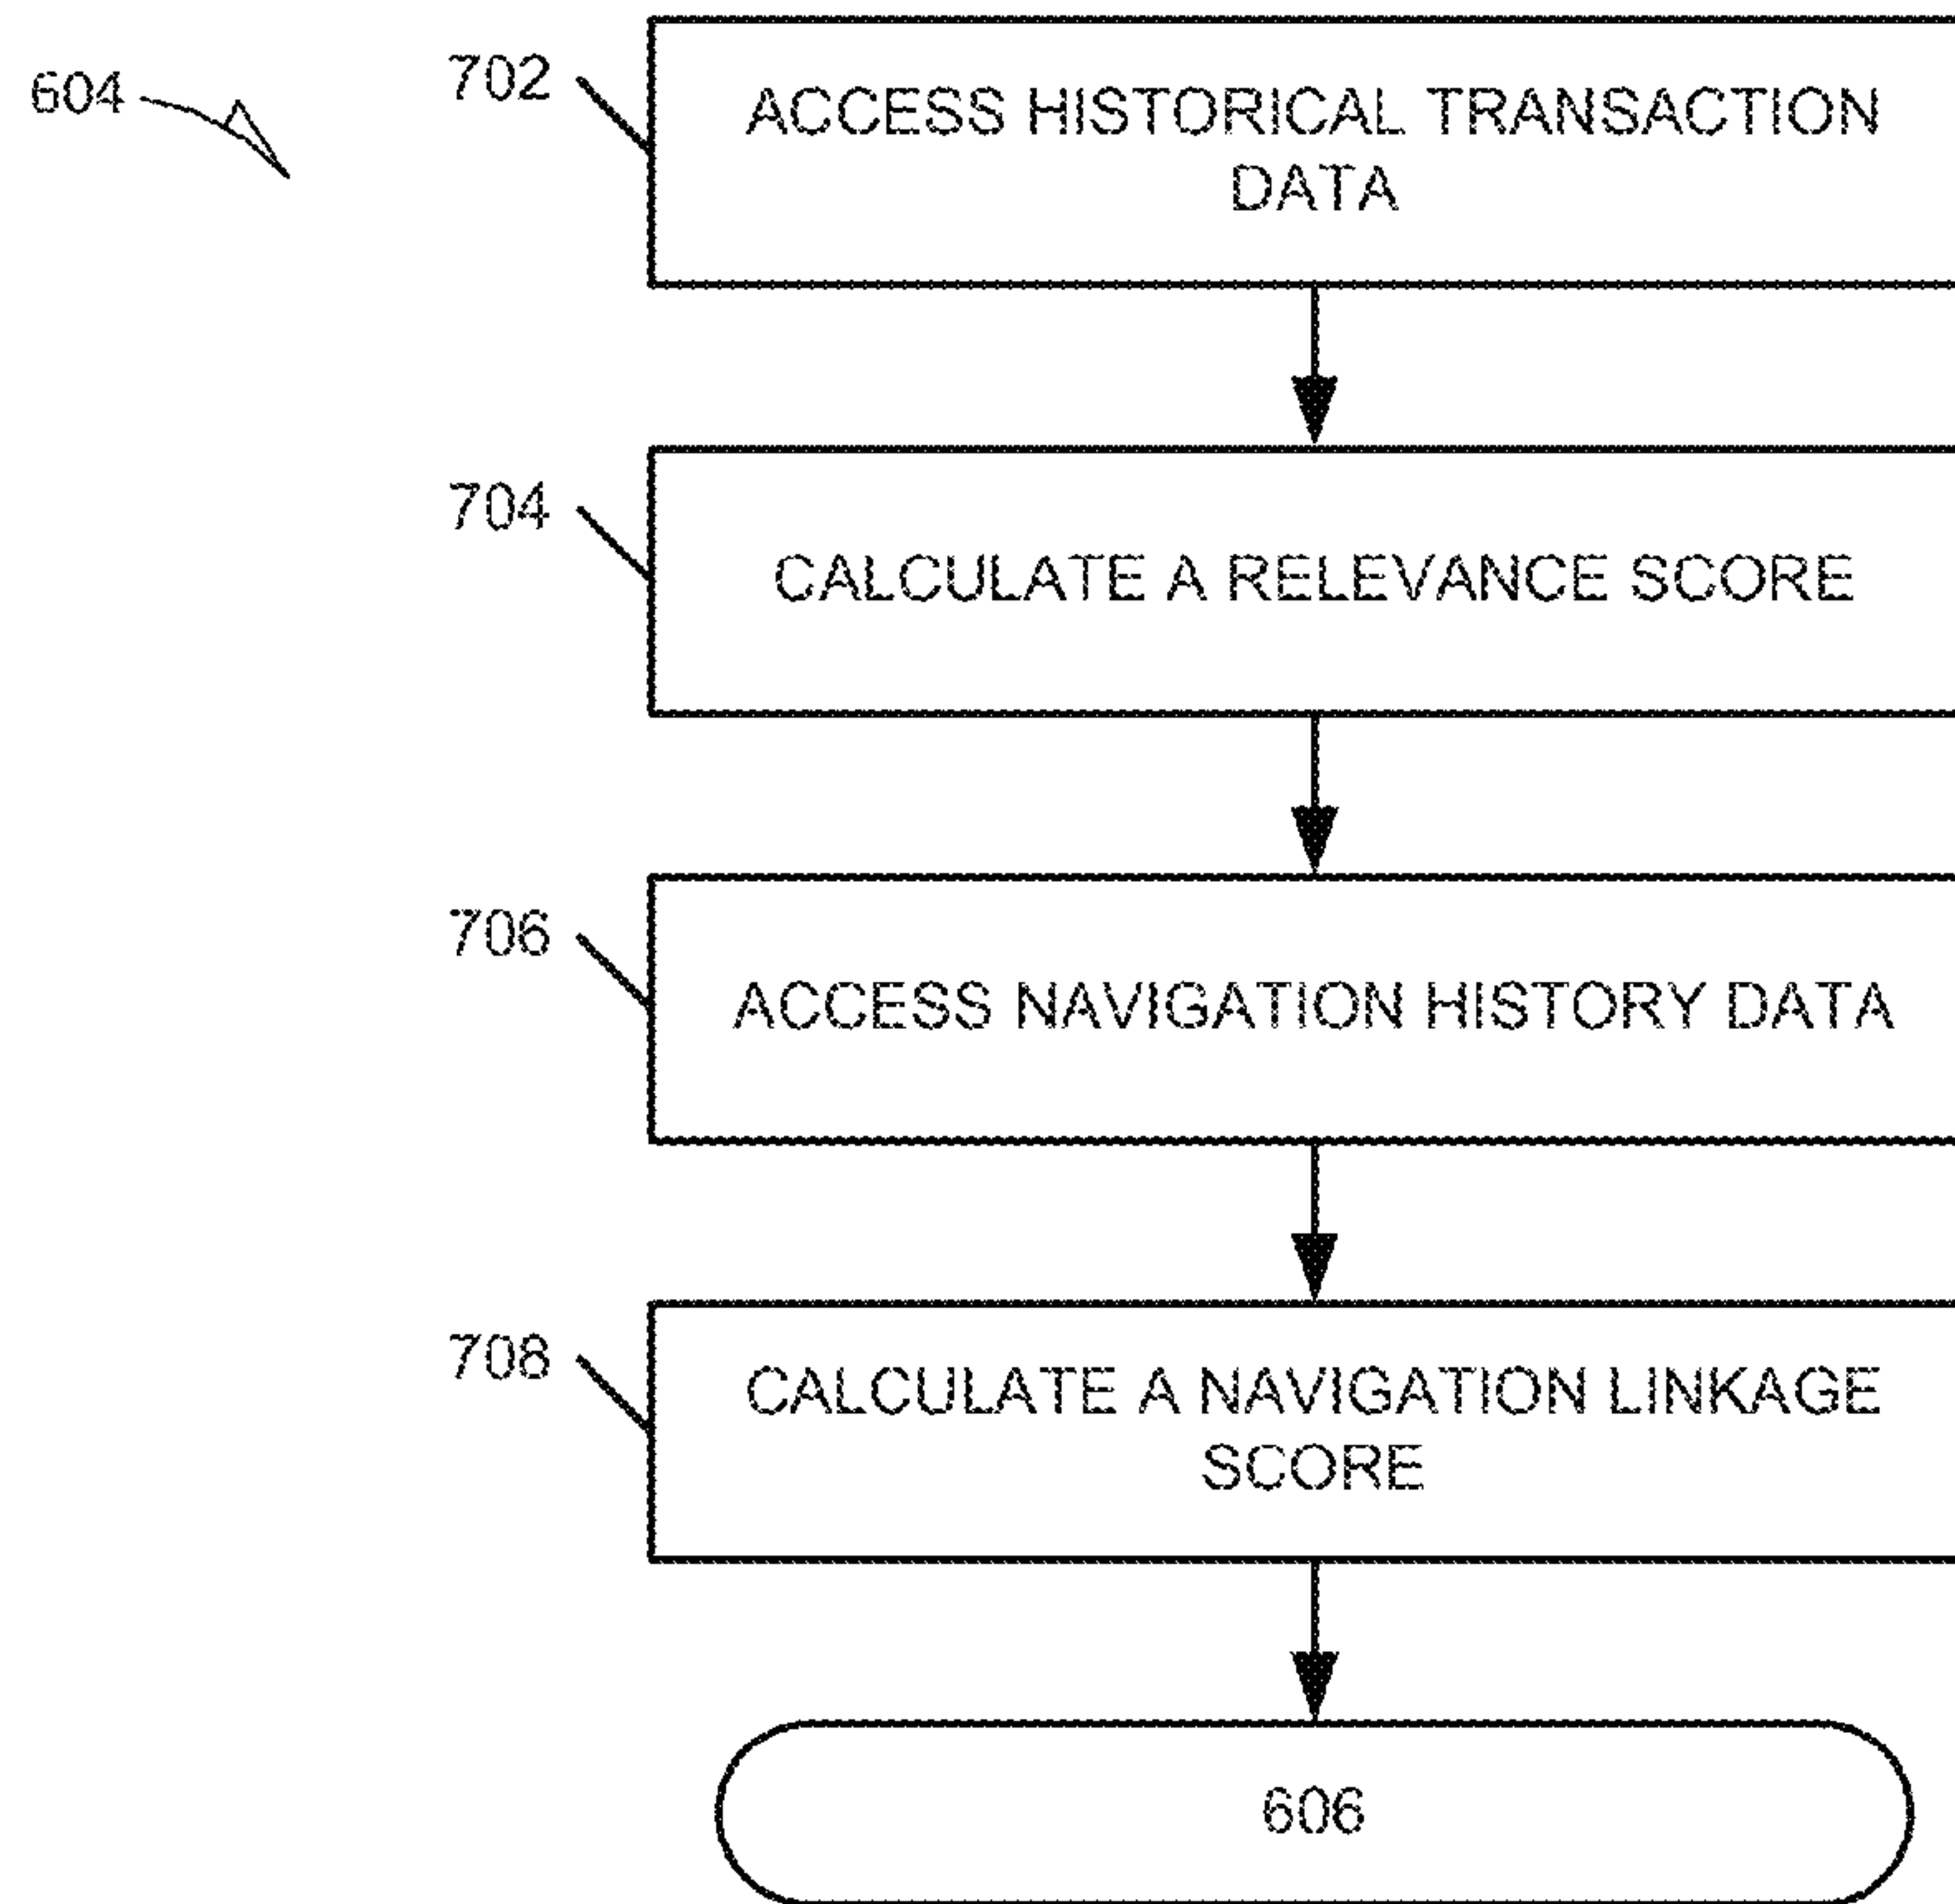 604
702
ACCESS HISTORICAL TRANSACTION
DATA
704
CALCULATE A RELEVANCE SCORE
706
ACCESS NAVIGATION HISTORY DATA
708
CALCULATE A NAVIGATION LINKAGE
SCORE
606